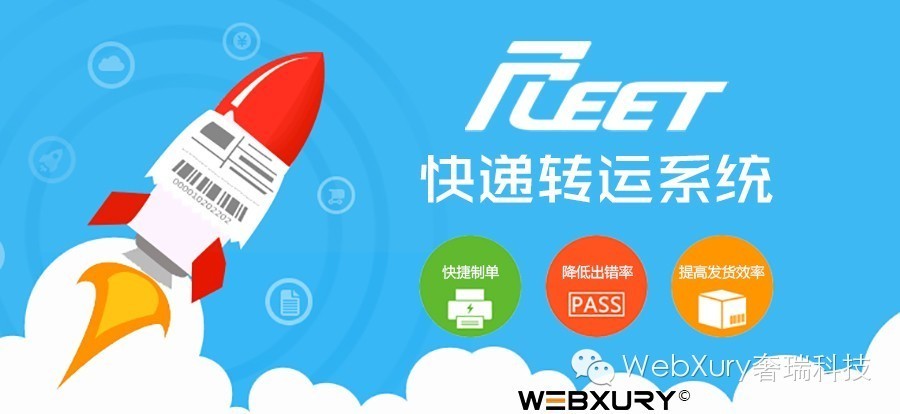 FLEET
快递转运系统
000010202202
快捷制单
降低出错率
提高发货效率
PASS
WebXury奢瑞科技
WEBXURY©